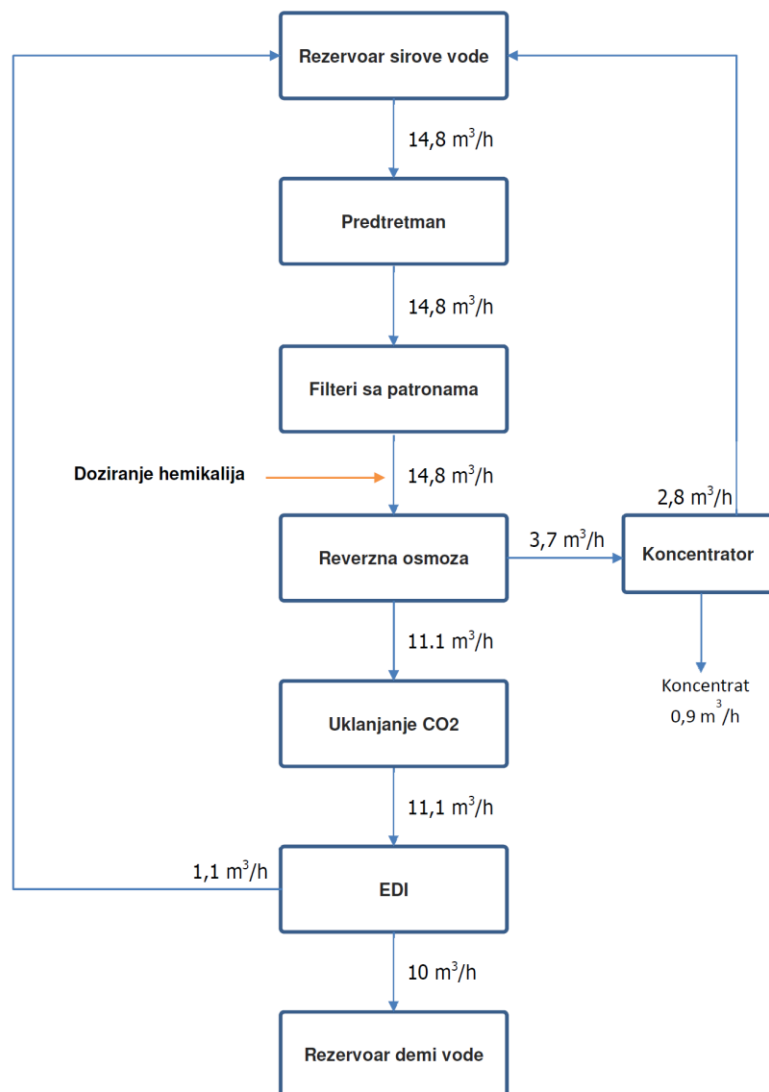 Rezervoar sirove vode
14,8 m³/h
Predtretman
14,8 m³/h
Filteri sa patronama
Doziranje hemikalija
14,8 m³/h
2,8 m³/h
Reverzna osmoza
3,7 m³/h
Koncentrator
11.1 m³/h
Koncentrat
0,9 m³/h
Uklanjanje CO2
11,1 m³/h
1,1 m³/h
EDI
10 m³/h
Rezervoar demi vode